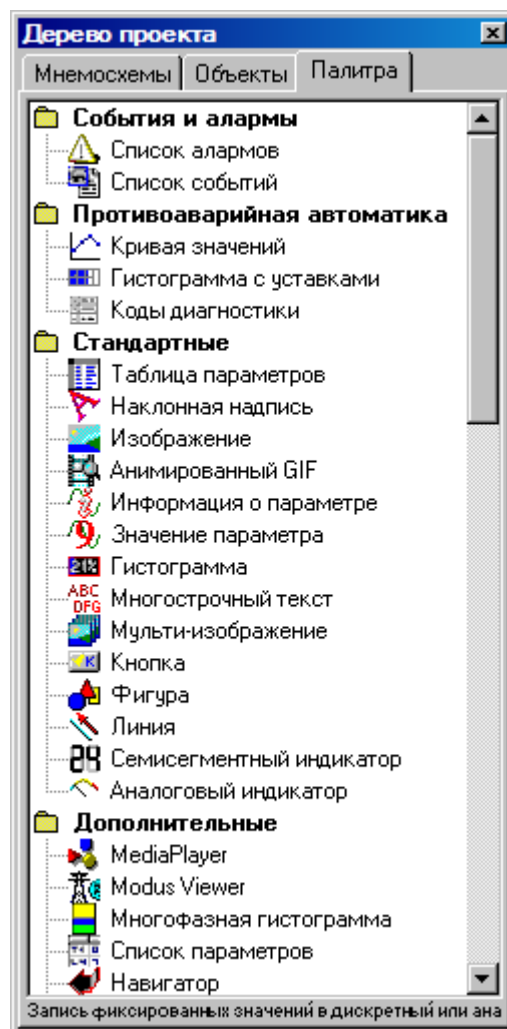 Дерево проекта
Мнемосхемы Объекты Палитра
События и алармы
Список алармов
Список событий
Противоаварийная автоматика
Кривая значений
Гистограмма с уставками
Коды диагностики
Стандартные
Таблица параметров
Наклонная надпись
Изображение
Анимированный GIF
Информация о параметре
Значение параметра
Гистограмма
ABC DFG Многострочный текст
Мульти-изображение
Кнопка
Фигура
Линия
Семисегментный индикатор
Аналоговый индикатор
Дополнительные
MediaPlayer
Modus Viewer
Многофазная гистограмма
Список параметров
Навигатор
Запись фиксированных значений в дискретный или ана